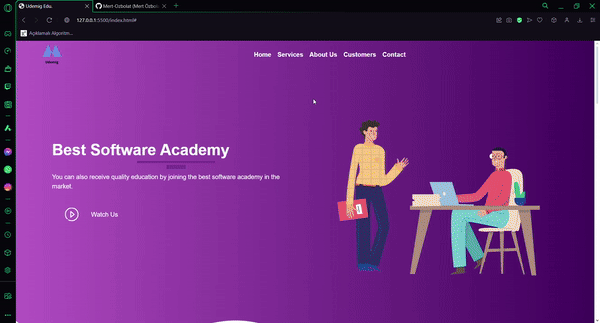 Udemig Edu.
Mert-Ozbolat (Mert Özbolat
127.0.0.1:5500/index.html#
Açıklamalı Algoritm...
Udemig
Home Services About Us Customers Contact
Best Software Academy
You can also receive quality education by joining the best software academy in the
market.
Watch Us